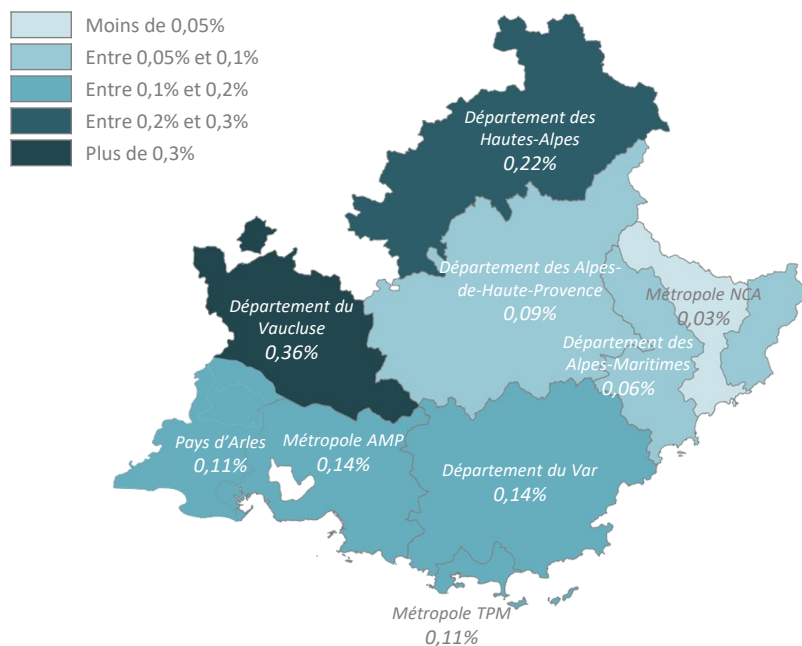 Moins de 0,05%
Entre 0,05% et 0,1%
Entre 0,1% et 0,2%
Entre 0,2% et 0,3%
Plus de 0,3%
Département des
Hautes-Alpes
0,22%
Département des Alpes-
de-Haute-Provence
0,09%
Métropole NCA
0,03%
Département du
Vaucluse
0,36%
Département des
Alpes-Maritimes
0,06%
Pays d’Arles
0,11%
Métropole AMP
0,14%
Département du Var
0,14%
Métropole TPM
0,11%